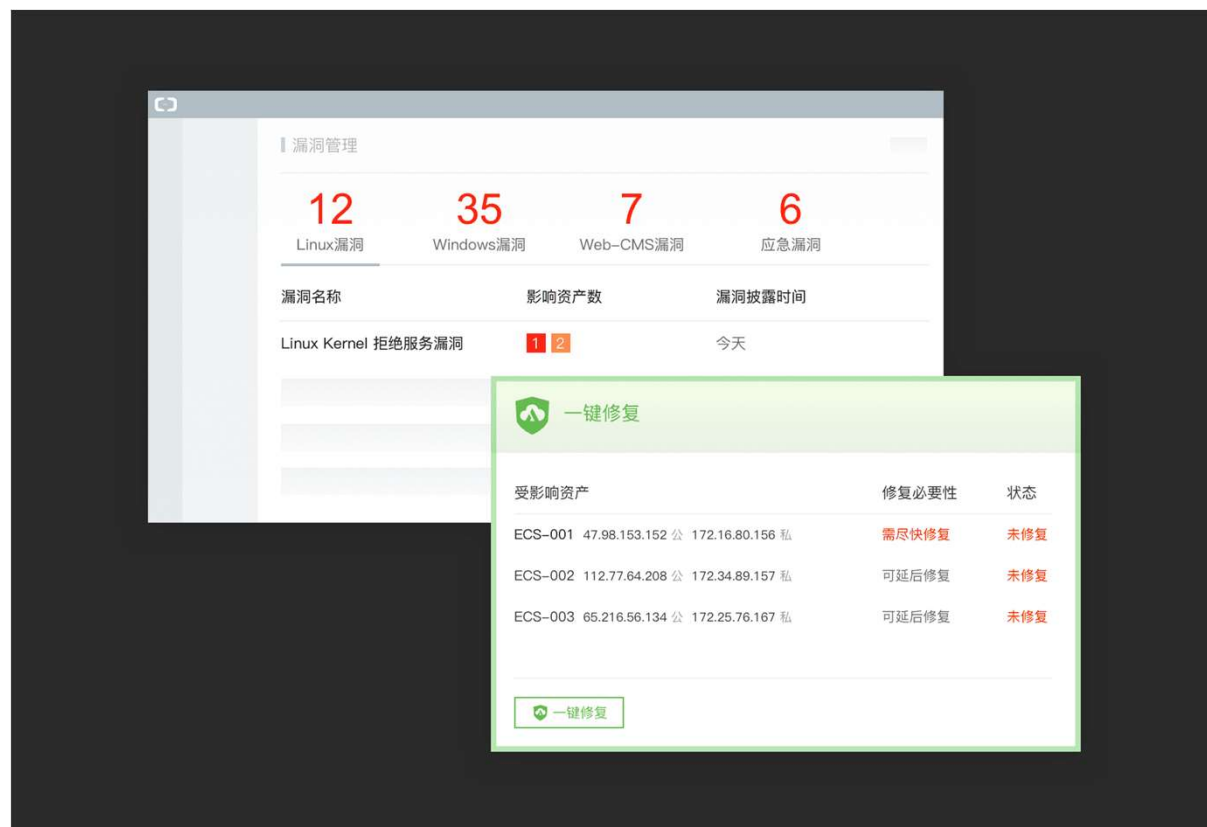 漏洞管理
12 35 7 6
Linux漏洞 Windows漏洞 Web-CMS漏洞 应急漏洞
漏洞名称 影响资产数 漏洞披露时间
Linux Kernel 拒绝服务漏洞 1 2 今天
一键修复
受影响资产 修复必要性 状态
ECS-001 47.98.153.152 公 172.16.80.156 私 需尽快修复 未修复
ECS-002 112.77.64.208 公 172.34.89.157 私 可延后修复 未修复
ECS-003 65.216.56.134 公 172.25.76.167 私 可延后修复 未修复
一键修复